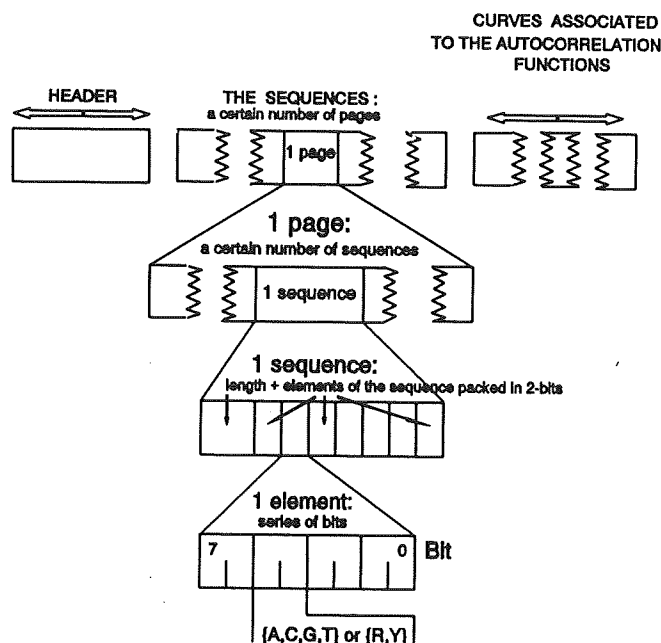 CURVES ASSOCIATED
TO THE AUTOCORRELATION
FUNCTIONS
HEADER
THE SEQUENCES :
a certain number of pages
1 page
1 page:
a certain number of sequences
1 sequence
1 sequence:
length + elements of the sequence packed in 2-bits
1 element:
series of bits
7
0
Bit
{A,C,G,T} or {R,Y}